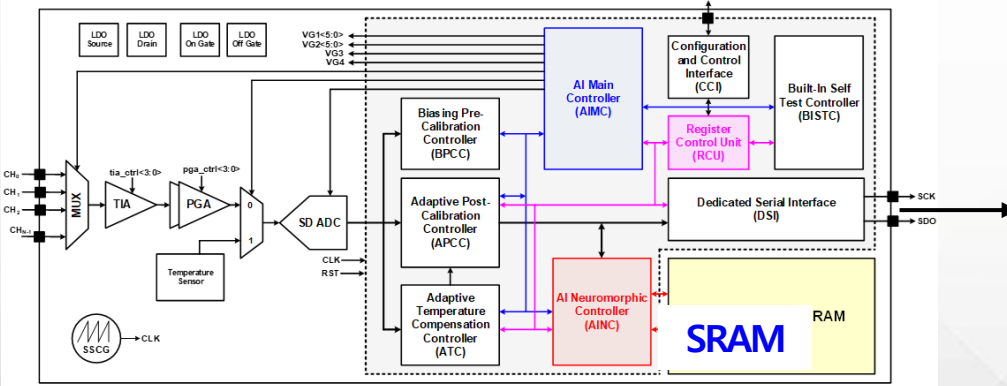 LDO
Source
LDO
Drain
LDO
On Gate
LDO
Off Gate
VG1<5:0>
VG2<5:0>
VG3
VG4
AI Main
Controller
(AIMC)
Configuration
and Control
Interface
(CCI)
Built-In Self
Test Controller
(BISTC)
Biasing Pre-
Calibration
Controller
(BPCC)
Register
Control Unit
(RCU)
CH0
CH1
CH2
CHN-1
MUX
tia_ctrl<3:0>
TIA
pga_ctrl<3:0>
PGA
0
1
SD ADC
Temperature
Sensor
CLK
RST
Adaptive Post-
Calibration
Controller
(APCC)
Dedicated Serial Interface
(DSI)
SCK
SDO
Adaptive
Temperature
Compensation
Controller
(ATC)
AI Neuromorphic
Controller
(AINC)
RAM
SRAM
SSCG
CLK